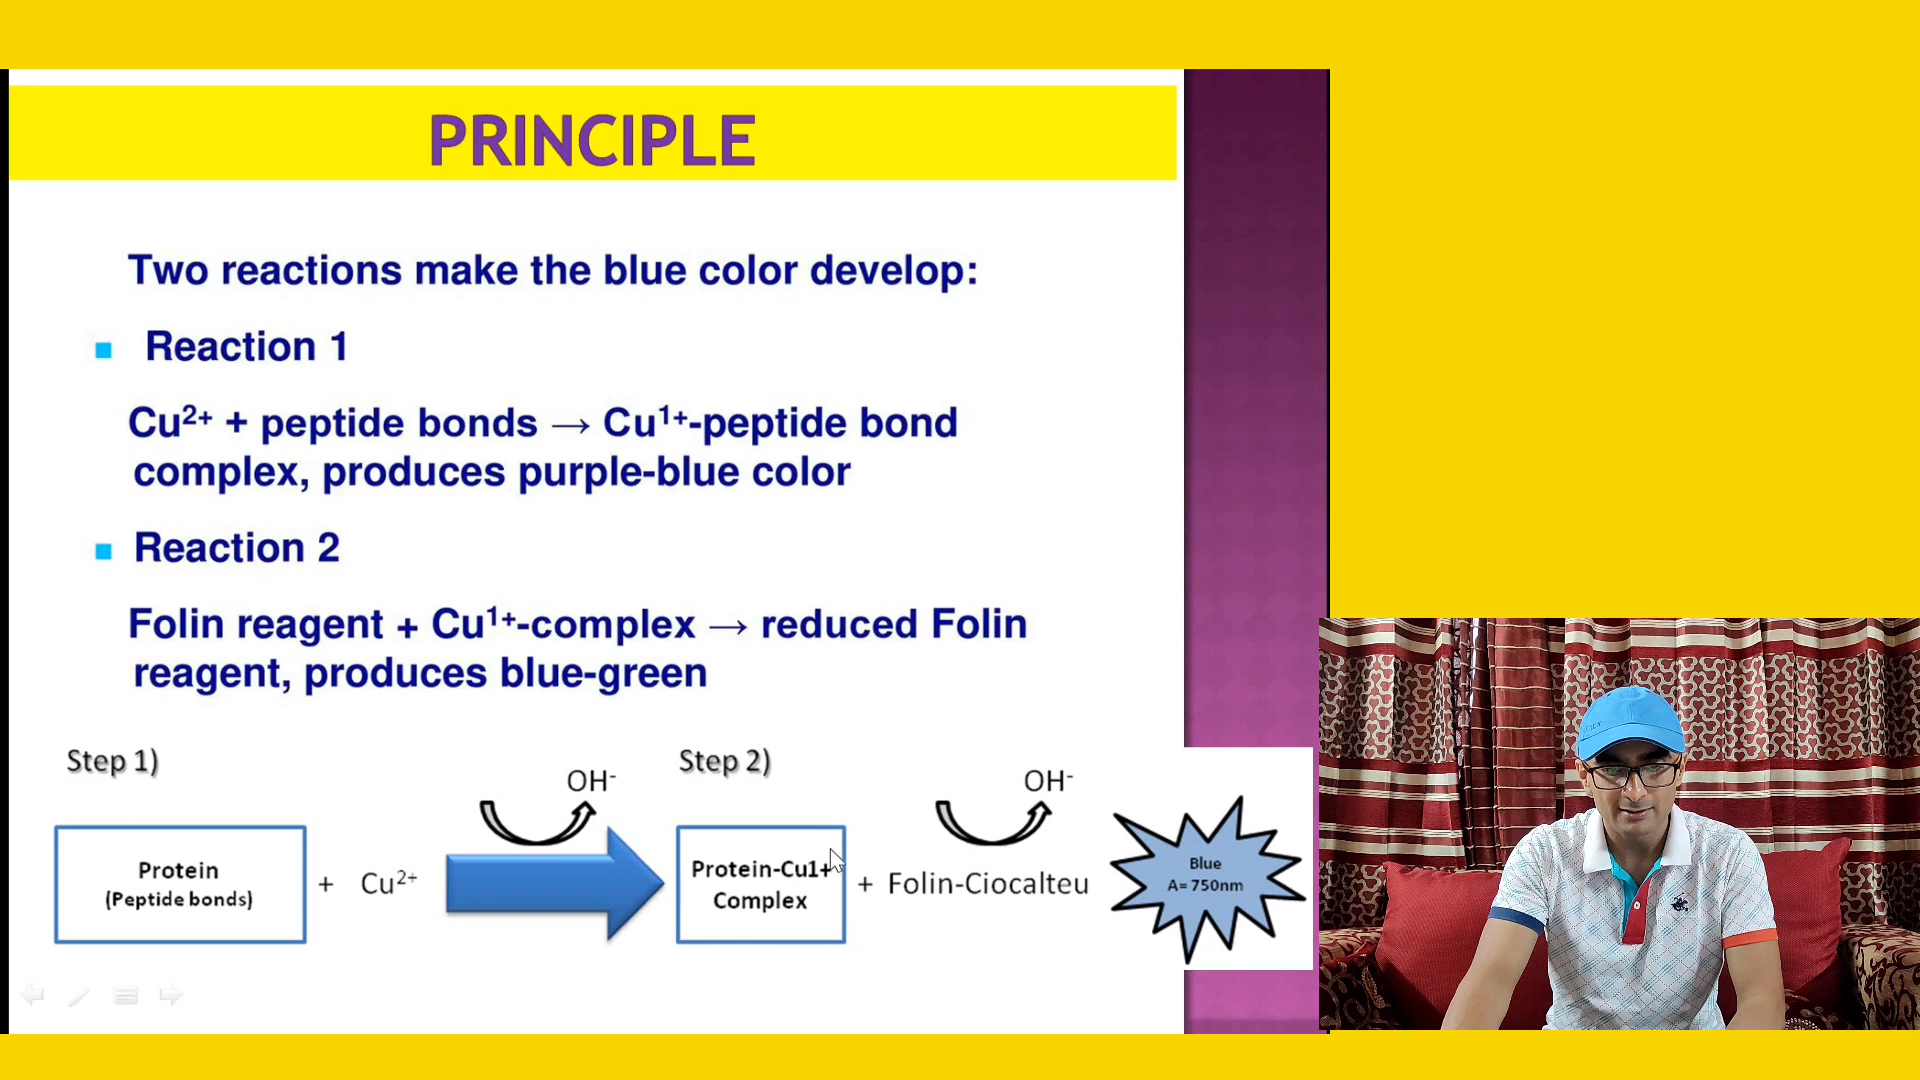 PRINCIPLE
Two reactions make the blue color develop:
Reaction 1
Cu²⁺ + peptide bonds → Cu¹⁺-peptide bond
complex, produces purple-blue color
Reaction 2
Folin reagent + Cu¹⁺-complex → reduced Folin
reagent, produces blue-green
Step 1)
OH⁻
Protein
(Peptide bonds)
+ Cu²⁺
Step 2)
OH⁻
Protein-Cu1+
Complex
+ Folin-Ciocalteu
Blue
A= 750nm